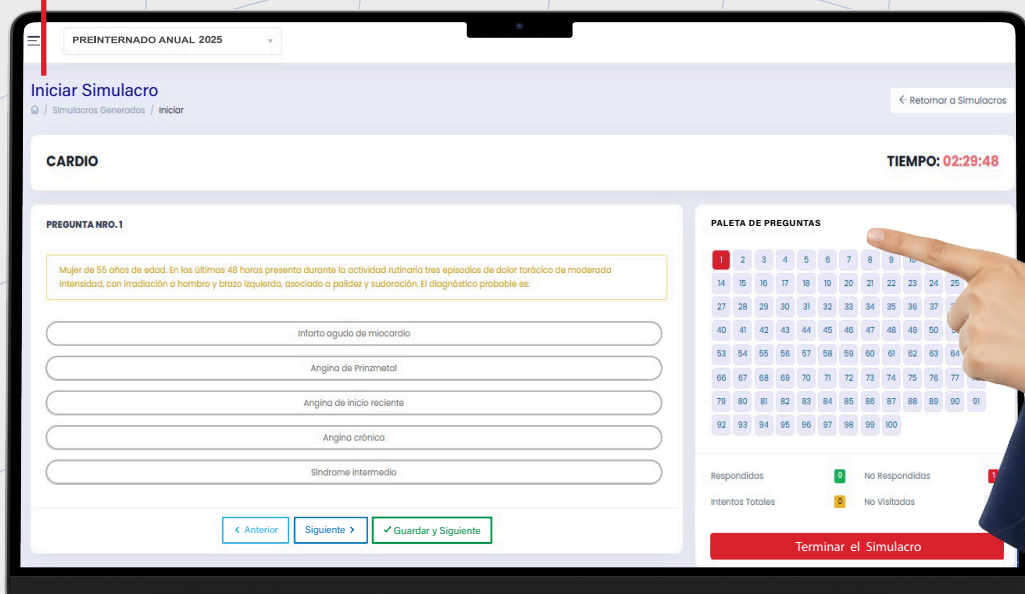 PREINTERNADO ANUAL 2025
Iniciar Simulacro
/ Simulacros Generados / Iniciar
← Retornar a Simulacros
CARDIO
TIEMPO: 02:29:48
PREGUNTA NRO. 1
Mujer de 55 años de edad. En las últimas 48 horas presenta durante la actividad rutinaria tres episodios de dolor torácico de moderada
intensidad, con irradiación a hombro y brazo izquierdo, asociado a palidez y sudoración. El diagnóstico probable es:
Infarto agudo de miocardio
Angina de Prinzmetal
Angina de inicio reciente
Angina crónica
Síndrome intermedio
< Anterior
Siguiente >
✓ Guardar y Siguiente
PALETA DE PREGUNTAS
1 2 3 4 5 6 7 8 9
14 15 16 17 18 19 20 21 22 23 24 25
27 28 29 30 31 32 33 34 35 36 37
40 41 42 43 44 45 46 47 48 49 50
53 54 55 56 57 58 59 60 61 62 63 64
66 67 68 69 70 71 72 73 74 75 76 77
79 80 81 82 83 84 85 86 87 88 89 90 91
92 93 94 95 96 97 98 99 100
Respondidas 0 No Respondidas
Intentos Totales 0 No Visitadas
Terminar el Simulacro